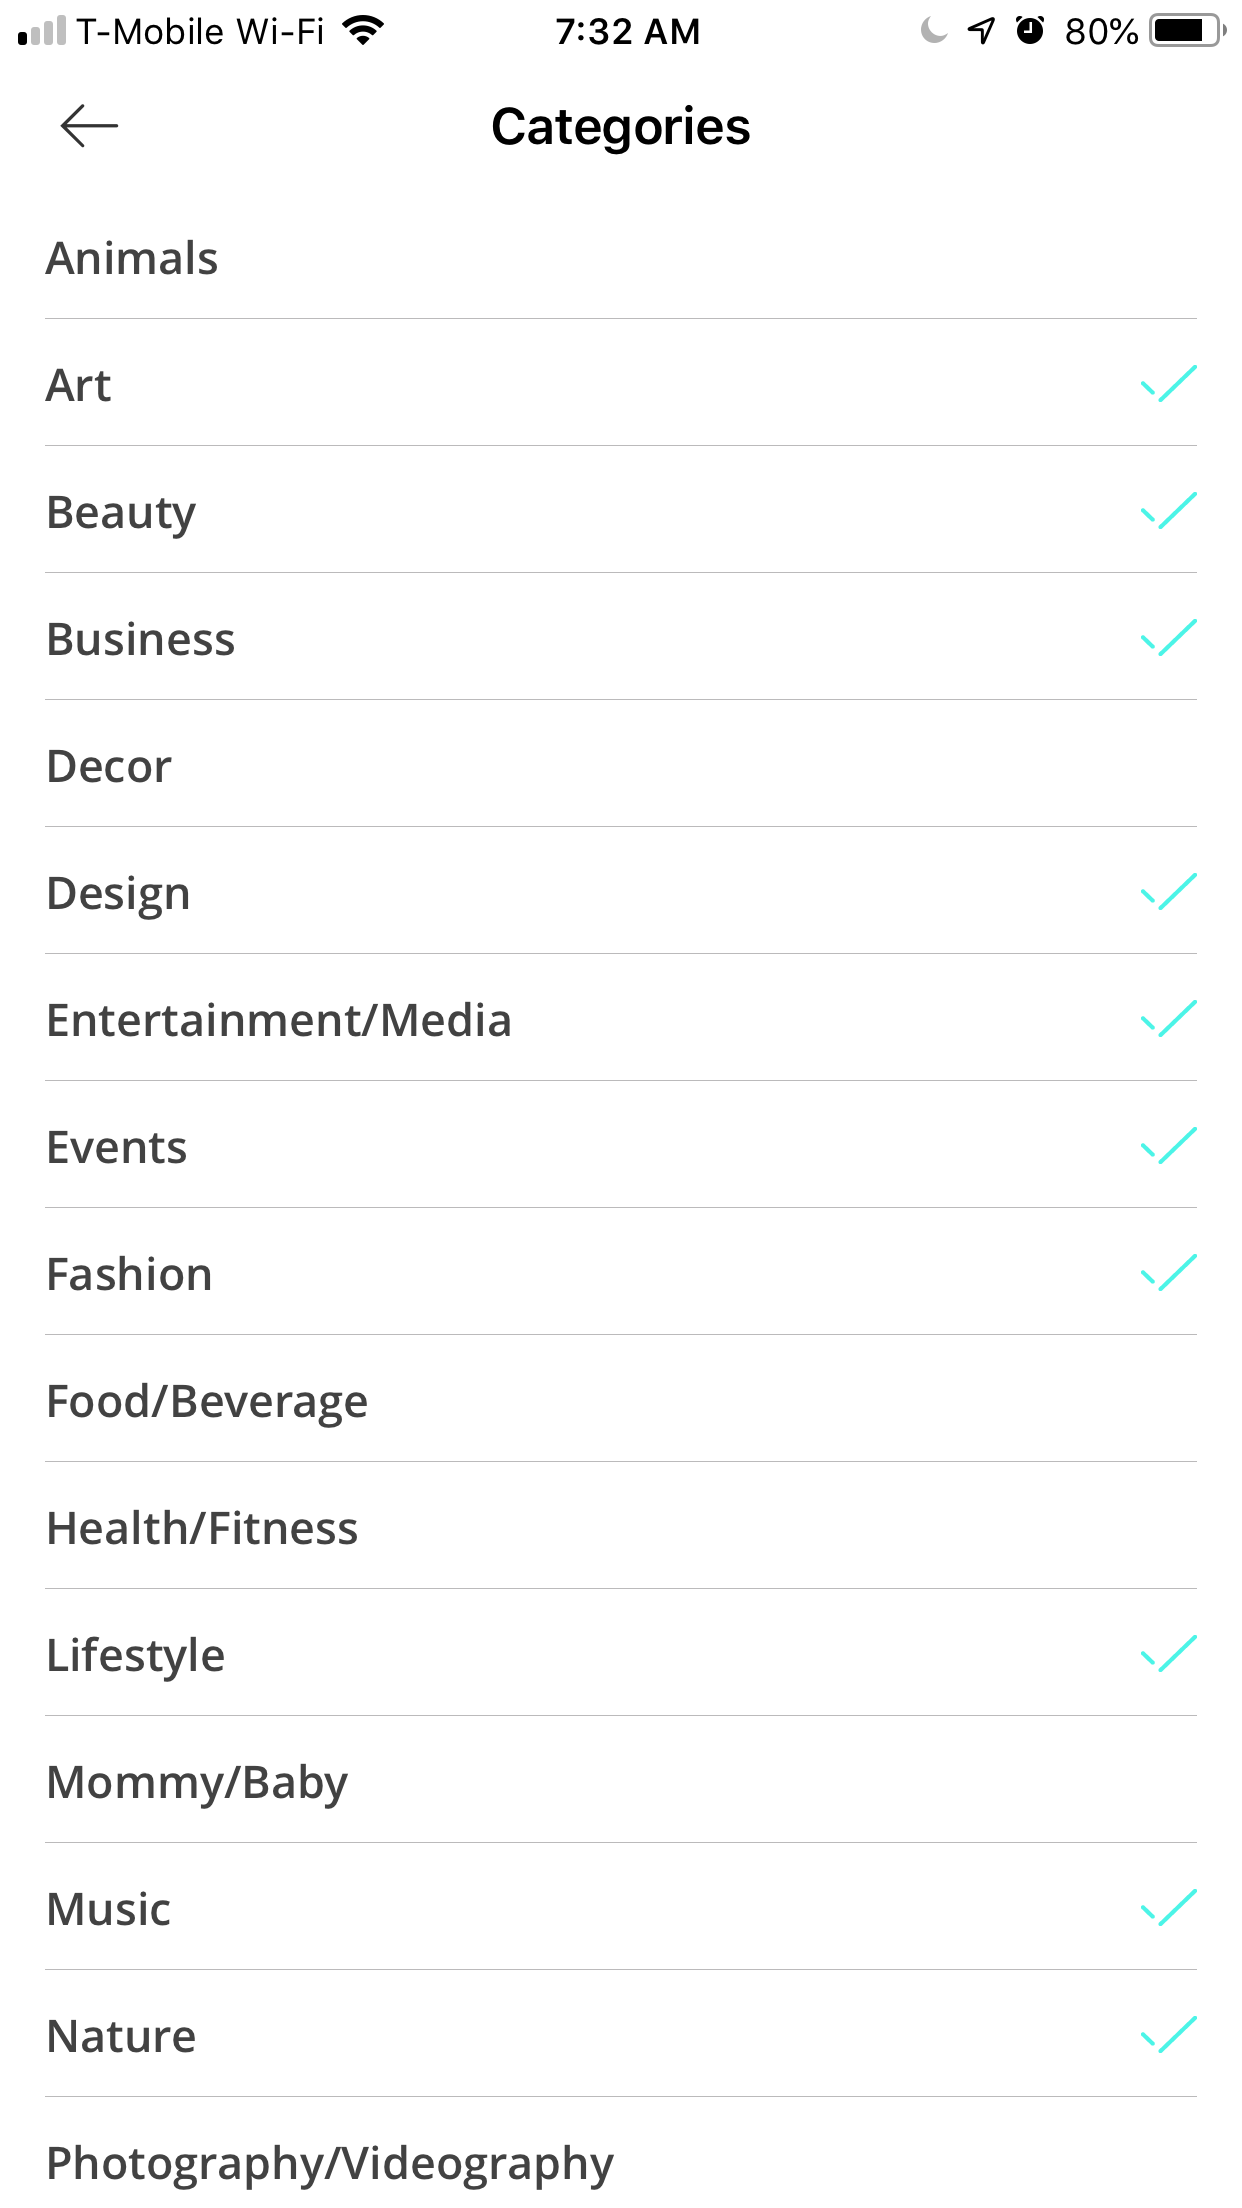 T-Mobile Wi-Fi 7:32 AM 80%
Categories
Animals
Art
Beauty
Business
Decor
Design
Entertainment/Media
Events
Fashion
Food/Beverage
Health/Fitness
Lifestyle
Mommy/Baby
Music
Nature
Photography/Videography